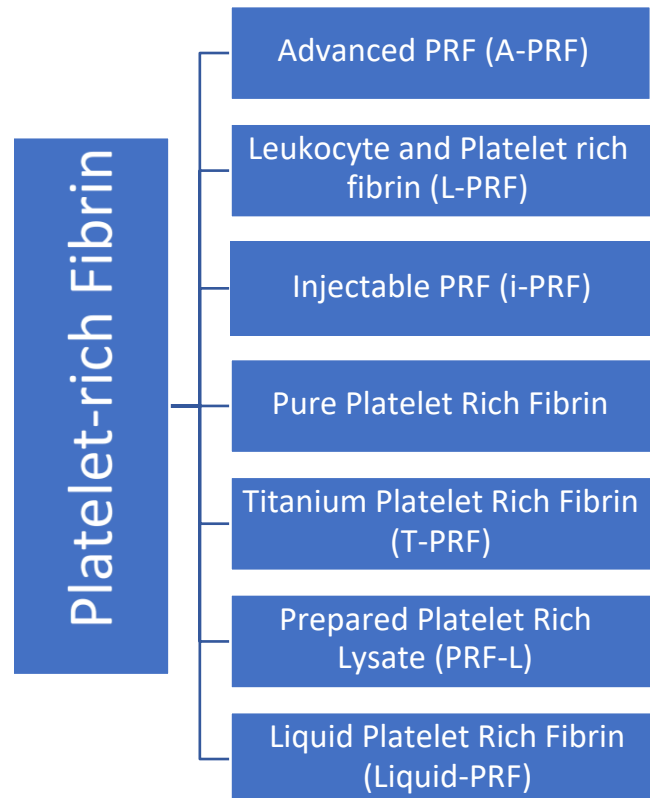 Platelet-rich Fibrin
Advanced PRF (A-PRF)
Leukocyte and Platelet rich
fibrin (L-PRF)
Injectable PRF (i-PRF)
Pure Platelet Rich Fibrin
Titanium Platelet Rich Fibrin
(T-PRF)
Prepared Platelet Rich
Lysate (PRF-L)
Liquid Platelet Rich Fibrin
(Liquid-PRF)